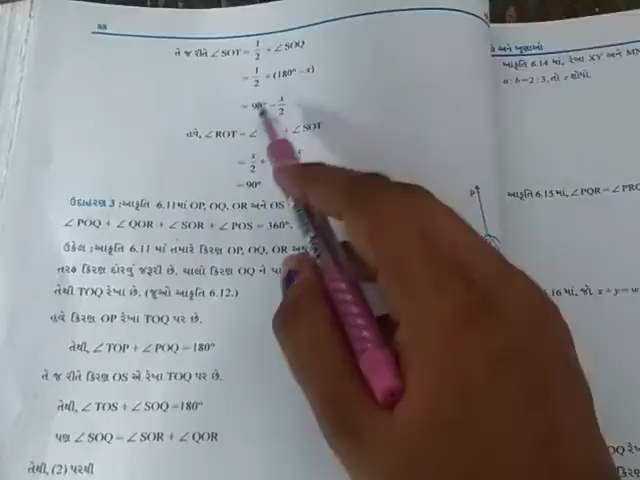 88
તે જ રીતે ∠SOT = 1/2 × ∠SOQ
= 1/2 × (180° – x)
= 90° – x/2
હવે, ∠ROT = ∠ + ∠SOT
= x/2 +
= 90°
ઉદાહરણ 3 : આકૃતિ 6.11માં OP, OQ, OR અને OS
∠POQ + ∠QOR + ∠SOR + ∠POS = 360°.
ઉકેલ : આકૃતિ 6.11 માં તમારે કિરણ OP, OQ, OR
તરફ કિરણ દોરવું જરૂરી છે. ચાલો કિરણ OQ ને
તેથી TOQ રેખા છે. (જુઓ આકૃતિ 6.12.)
હવે કિરણ OP રેખા TOQ પર છે.
તેથી, ∠TOP + ∠POQ = 180°
તે જ રીતે કિરણ OS એ રેખા TOQ પર છે.
તેથી, ∠TOS + ∠SOQ = 180°
પણ ∠SOQ = ∠SOR + ∠QOR
તેથી, (2) પરથી
અને ખૂણાઓ
આકૃતિ 6.14 માં, રેખા XY અને
a : b = 2 : 3, તો c શોધો.
આકૃતિ 6.15 માં, ∠PQR = ∠PRQ
P
16 માં, જો x + y = w